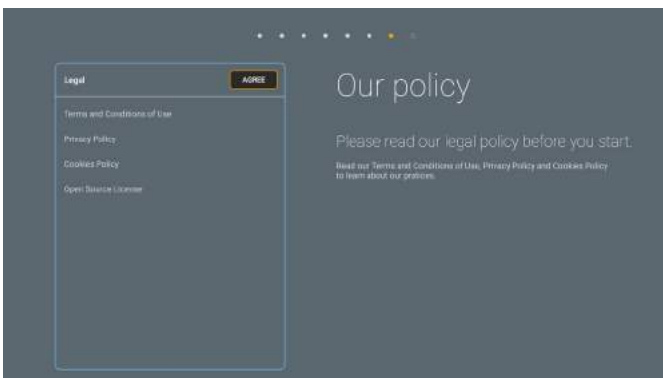 Legal
AGREE
Terms and Conditions of Use
Privacy Policy
Cookies Policy
Open Source License
Our policy
Please read our legal policy before you start.
Read our Terms and Conditions of Use, Privacy Policy and Cookies Policy
to learn about our pratices.